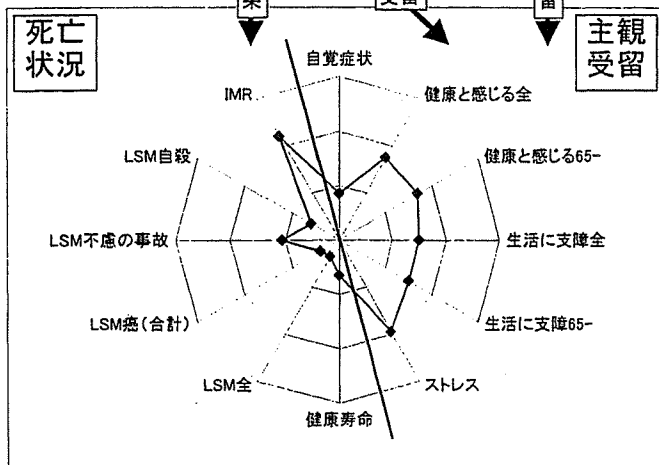 受留
死亡
状況
主観
受留
自覚症状
IMR
健康と感じる全
LSM自殺
健康と感じる65-
LSM不慮の事故
生活に支障全
LSM癌(合計)
生活に支障65-
LSM全
ストレス
健康寿命